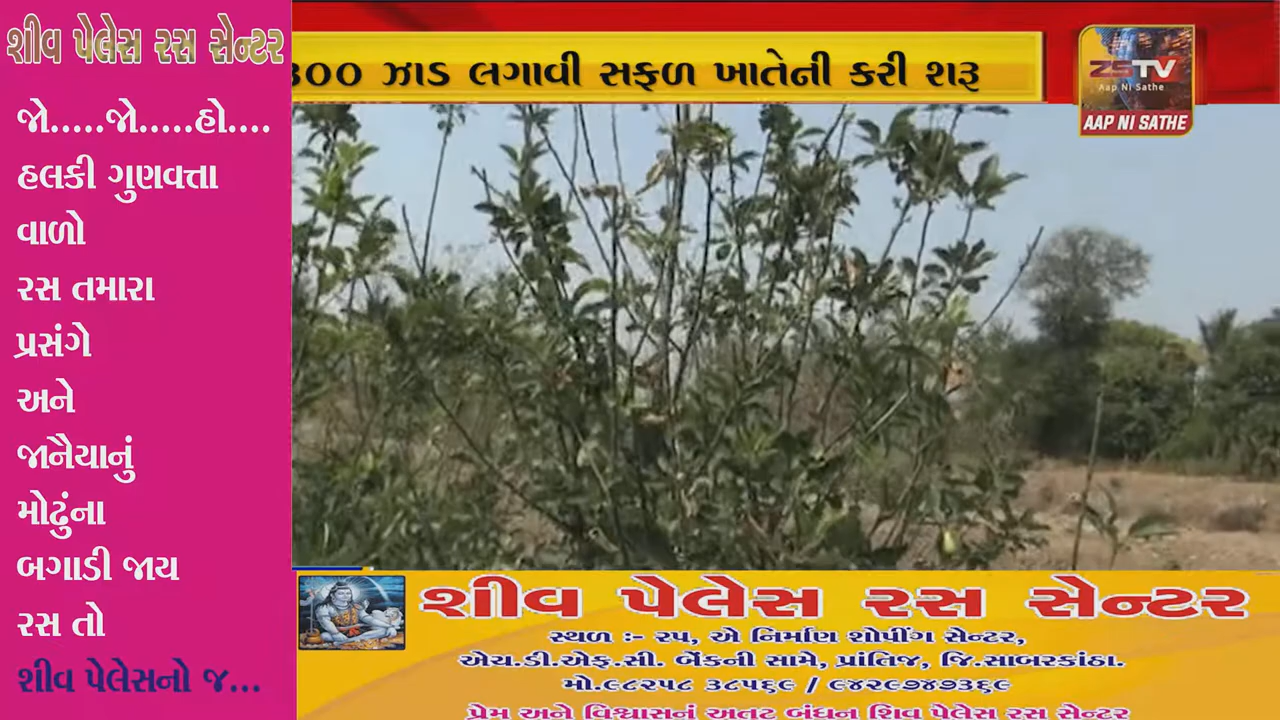 શીવ પેલેસ રસ સેન્ટર
જો.....જો.....હો....
હલકી ગુણવત્તા
વાળો
રસ તમારા
પ્રસંગે
અને
જાનૈયાનું
મોઢુંના
બગાડી જાય
રસ તો
શીવ પેલેસનો જ...
૩૦૦ ઝાડ લગાવી સફળ ખાતેની કરી શરૂ
ZSTV
Aap Ni Sathe
AAP NI SATHE
શીવ પેલેસ રસ સેન્ટર
સ્થળ :- ૨૫, એ નિર્માણ શોપીંગ સેન્ટર,
એચ.ડી.એફ.સી. બેંકની સામે, પ્રાંતિજ, જિ.સાબરકાંઠા.
મો.૯૮૨૫૮ ૩૮૫૬૯ / ૯૪૨૯૭૪૭૩૬૯
પ્રેમ અને વિશ્વાસનું અતૂટ બંધન શિવ પેલેસ રસ સેન્ટર